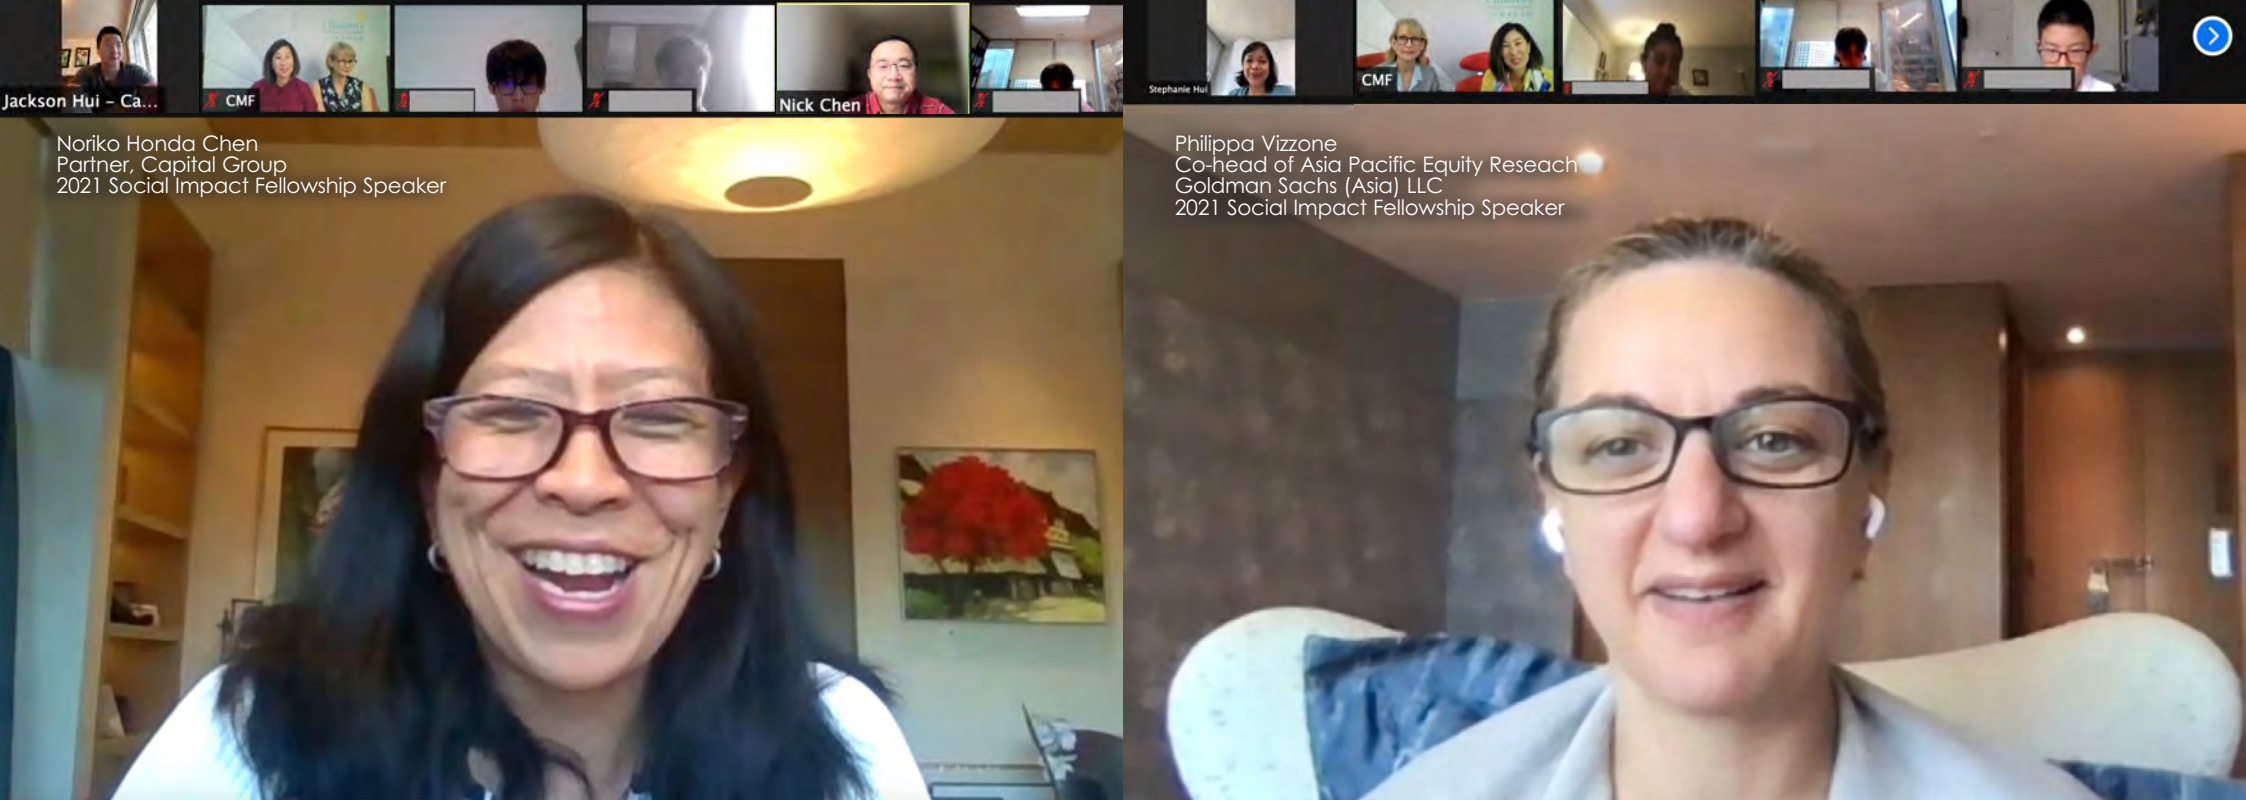 Jackson Hui – Ca...
CMF
Nick Chen
Noriko Honda Chen
Partner, Capital Group
2021 Social Impact Fellowship Speaker
Stephanie Hui
CMF
Philippa Vizzone
Co-head of Asia Pacific Equity Reseach
Goldman Sachs (Asia) LLC
2021 Social Impact Fellowship Speaker